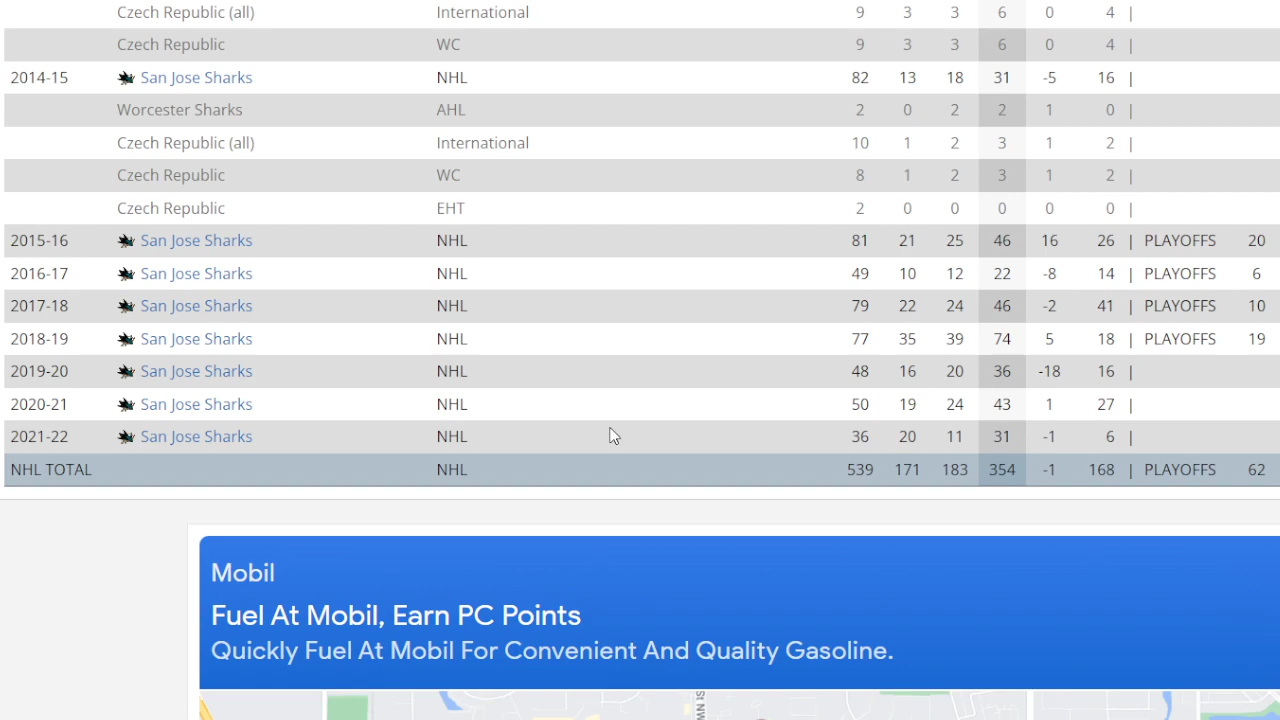 Czech Republic (all) International 9 3 3 6 0 4 |
Czech Republic WC 9 3 3 6 0 4 |
2014-15 San Jose Sharks NHL 82 13 18 31 -5 16 |
Worcester Sharks AHL 2 0 2 2 1 0 |
Czech Republic (all) International 10 1 2 3 1 2 |
Czech Republic WC 8 1 2 3 1 2 |
Czech Republic EHT 2 0 0 0 0 0 |
2015-16 San Jose Sharks NHL 81 21 25 46 16 26 | PLAYOFFS 20
2016-17 San Jose Sharks NHL 49 10 12 22 -8 14 | PLAYOFFS 6
2017-18 San Jose Sharks NHL 79 22 24 46 -2 41 | PLAYOFFS 10
2018-19 San Jose Sharks NHL 77 35 39 74 5 18 | PLAYOFFS 19
2019-20 San Jose Sharks NHL 48 16 20 36 -18 16 |
2020-21 San Jose Sharks NHL 50 19 24 43 1 27 |
2021-22 San Jose Sharks NHL 36 20 11 31 -1 6 |
NHL TOTAL NHL 539 171 183 354 -1 168 | PLAYOFFS 62
Mobil
Fuel At Mobil, Earn PC Points
Quickly Fuel At Mobil For Convenient And Quality Gasoline.
St NW